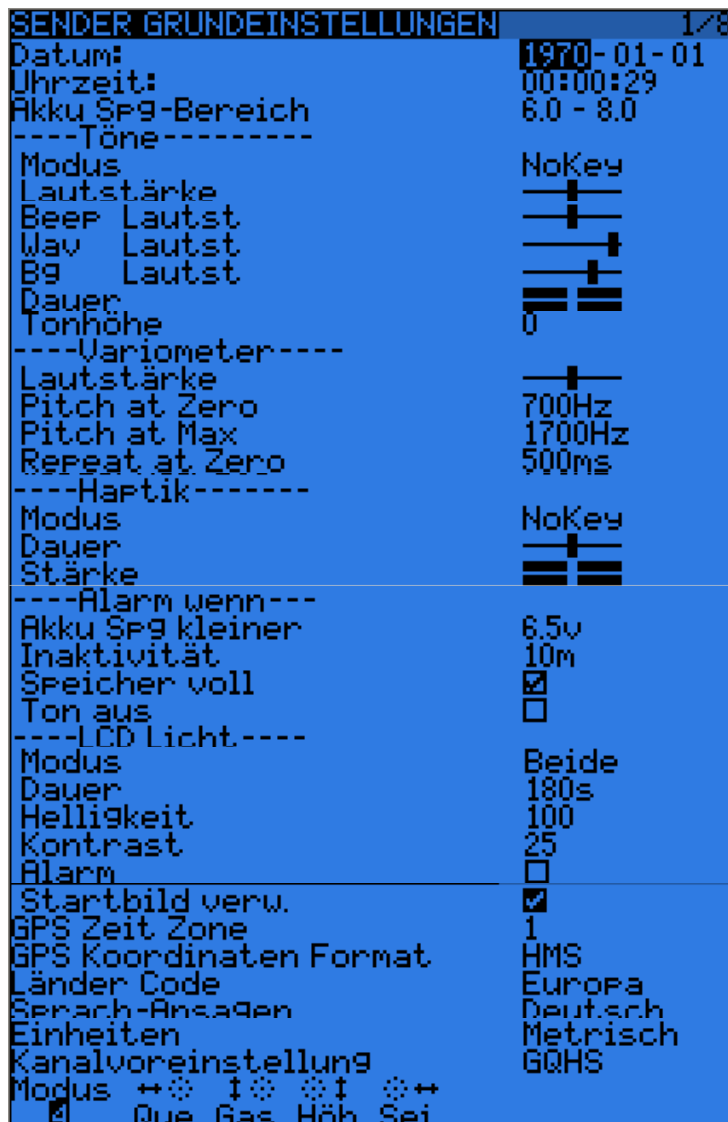 SENDER GRUNDEINSTELLUNGEN 1/8
Datum: 1970-01-01
Uhrzeit: 00:00:29
Akku Spg-Bereich 6.0 - 8.0
----Töne---------
Modus NoKey
Lautstärke
Beep Lautst
Wav Lautst
Bg Lautst
Dauer
Tonhöhe 0
----Variometer----
Lautstärke
Pitch at Zero 700Hz
Pitch at Max 1700Hz
Repeat at Zero 500ms
----Haptik-------
Modus NoKey
Dauer
Stärke
----Alarm wenn---
Akku Spg kleiner 6.5v
Inaktivität 10m
Speicher voll
Ton aus
----LCD Licht----
Modus Beide
Dauer 180s
Helligkeit 100
Kontrast 25
Alarm
Startbild verw.
GPS Zeit Zone 1
GPS Koordinaten Format HMS
Länder Code Europa
Sprach-Ansagen Deutsch
Einheiten Metrisch
Kanalvoreinstellung GQHS
Modus
Que Gas Höh Sei